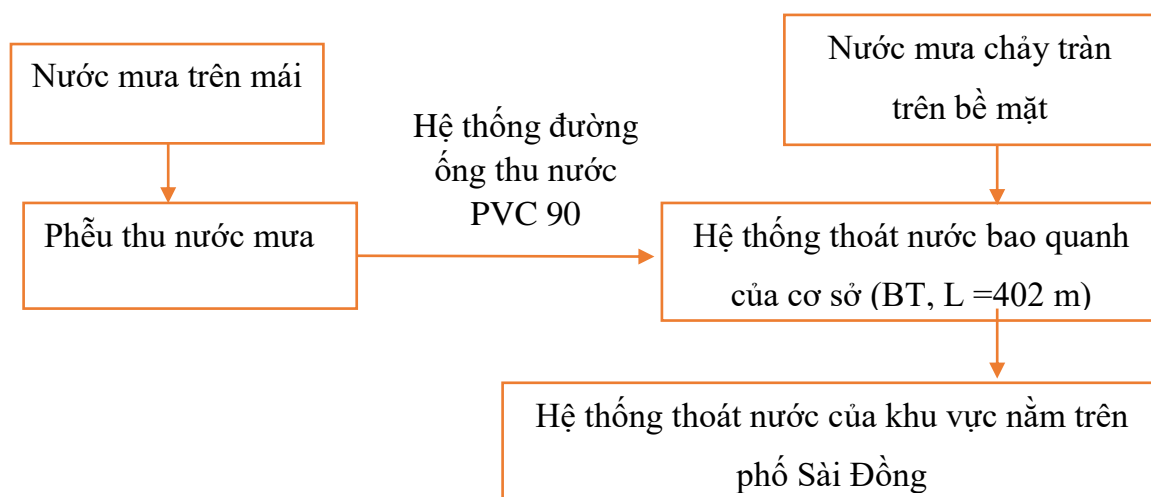 Nước mưa trên mái
Nước mưa chảy tràn
trên bề mặt
Hệ thống đường
ống thu nước
PVC 90
Phễu thu nước mưa
Hệ thống thoát nước bao quanh
của cơ sở (BT, L =402 m)
Hệ thống thoát nước của khu vực nằm trên
phố Sài Đồng